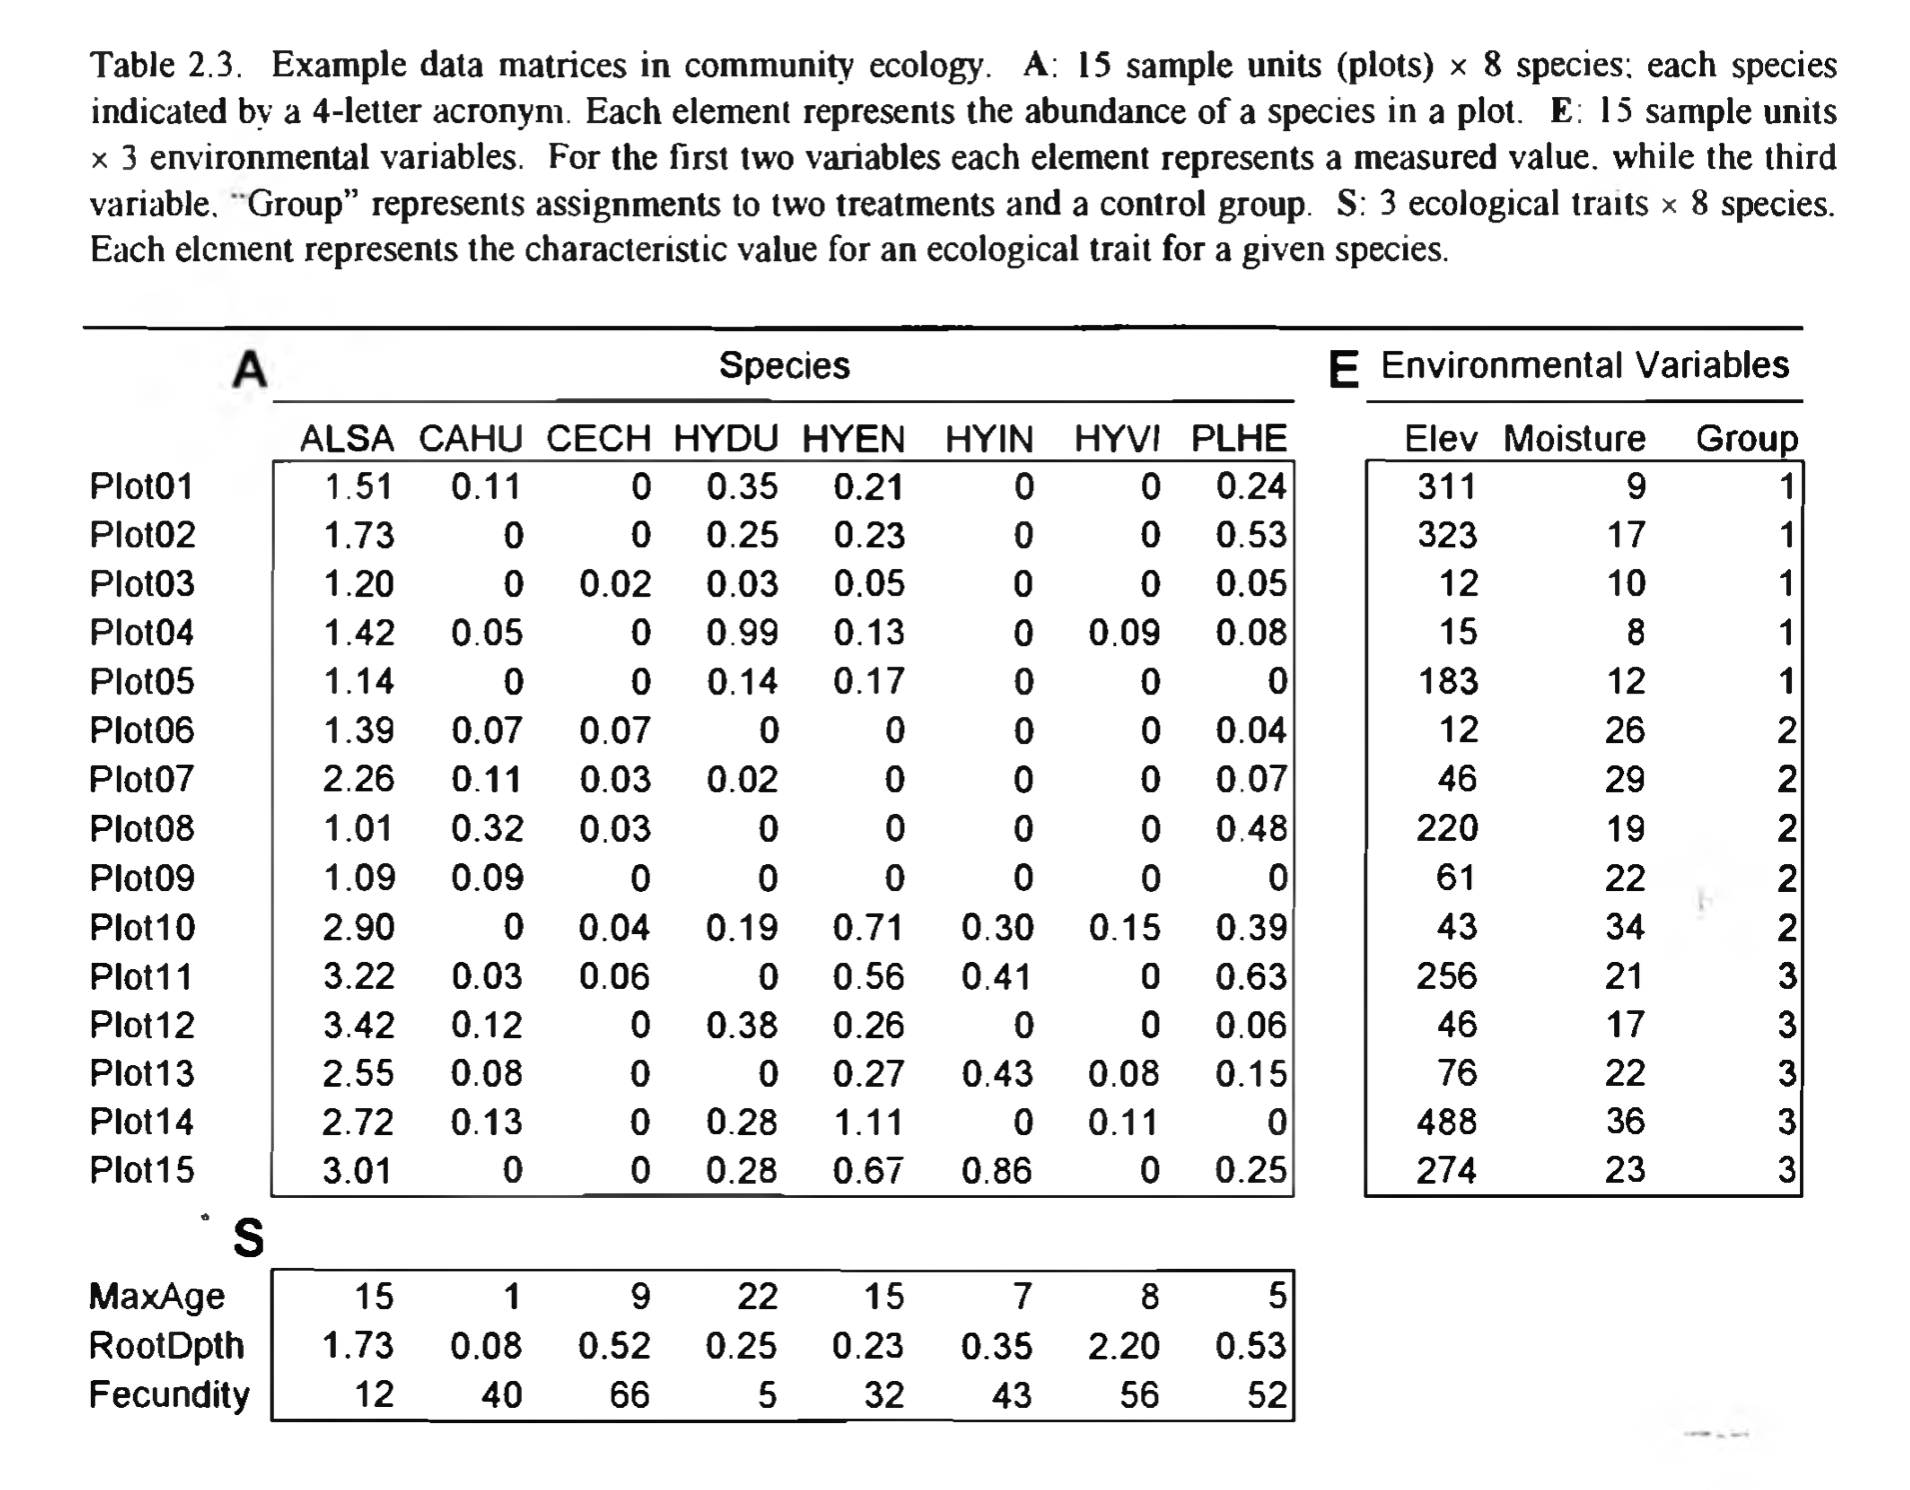 Table 2.3. Example data matrices in community ecology. A: 15 sample units (plots) × 8 species; each species
indicated by a 4-letter acronym. Each element represents the abundance of a species in a plot. E: 15 sample units
× 3 environmental variables. For the first two variables each element represents a measured value. while the third
variable. "Group" represents assignments to two treatments and a control group. S: 3 ecological traits × 8 species.
Each element represents the characteristic value for an ecological trait for a given species.
A Species E Environmental Variables
ALSA CAHU CECH HYDU HYEN HYIN HYVI PLHE Elev Moisture Group
Plot01 1.51 0.11 0 0.35 0.21 0 0 0.24 311 9 1
Plot02 1.73 0 0 0.25 0.23 0 0 0.53 323 17 1
Plot03 1.20 0 0.02 0.03 0.05 0 0 0.05 12 10 1
Plot04 1.42 0.05 0 0.99 0.13 0 0.09 0.08 15 8 1
Plot05 1.14 0 0 0.14 0.17 0 0 0 183 12 1
Plot06 1.39 0.07 0.07 0 0 0 0 0.04 12 26 2
Plot07 2.26 0.11 0.03 0.02 0 0 0 0.07 46 29 2
Plot08 1.01 0.32 0.03 0 0 0 0 0.48 220 19 2
Plot09 1.09 0.09 0 0 0 0 0 0 61 22 2
Plot10 2.90 0 0.04 0.19 0.71 0.30 0.15 0.39 43 34 2
Plot11 3.22 0.03 0.06 0 0.56 0.41 0 0.63 256 21 3
Plot12 3.42 0.12 0 0.38 0.26 0 0 0.06 46 17 3
Plot13 2.55 0.08 0 0 0.27 0.43 0.08 0.15 76 22 3
Plot14 2.72 0.13 0 0.28 1.11 0 0.11 0 488 36 3
Plot15 3.01 0 0 0.28 0.67 0.86 0 0.25 274 23 3
S
MaxAge 15 1 9 22 15 7 8 5
RootDpth 1.73 0.08 0.52 0.25 0.23 0.35 2.20 0.53
Fecundity 12 40 66 5 32 43 56 52